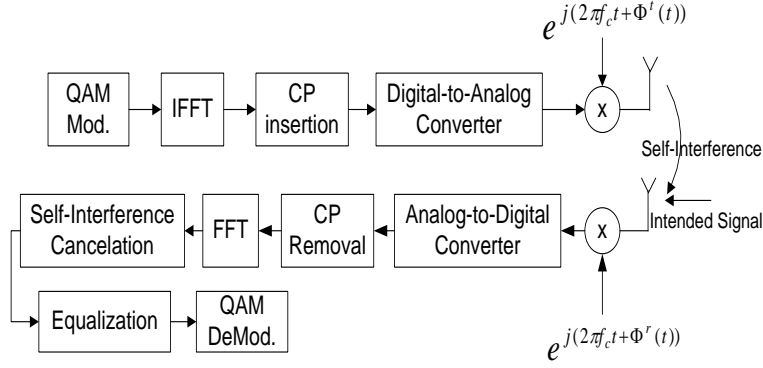 e^{j(2πf_c t+Φ^t(t))}
QAM
Mod.
IFFT
CP
insertion
Digital-to-Analog
Converter
x
Self-Interference
Self-Interference
Cancelation
FFT
CP
Removal
Analog-to-Digital
Converter
x
Intended Signal
Equalization
QAM
DeMod.
e^{j(2πf_c t+Φ^r(t))}